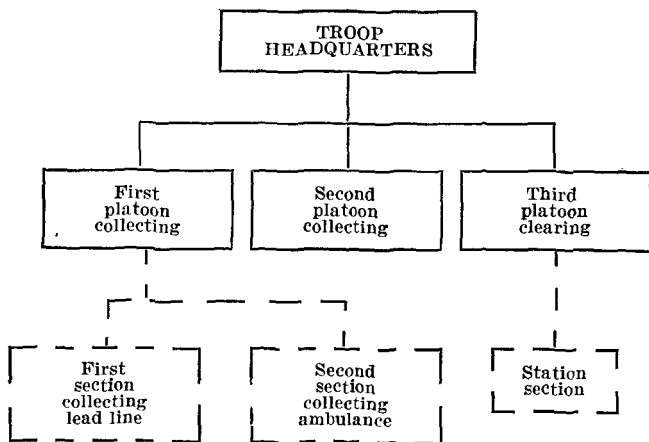 TROOP
HEADQUARTERS
First
platoon
collecting
Second
platoon
collecting
Third
platoon
clearing
First
section
collecting
lead line
Second
section
collecting
ambulance
Station
section